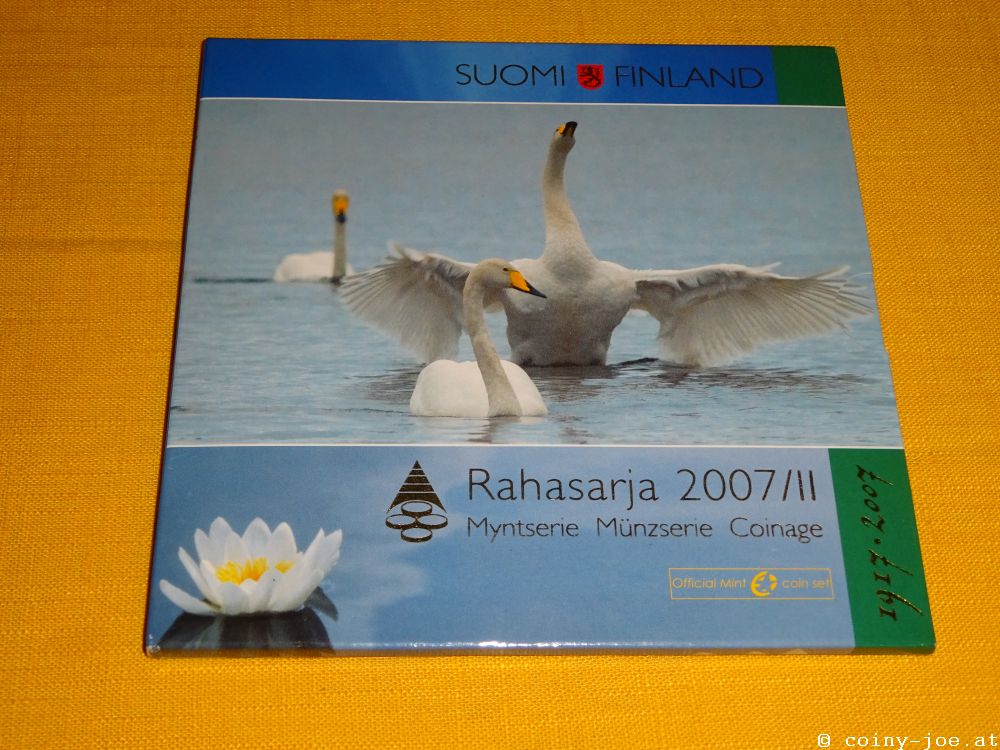 SUOMI FINLAND
Rahasarja 2007/II
Myntserie Münzserie Coinage
Official Mint coin set
1917·2007
© coiny-joe.at